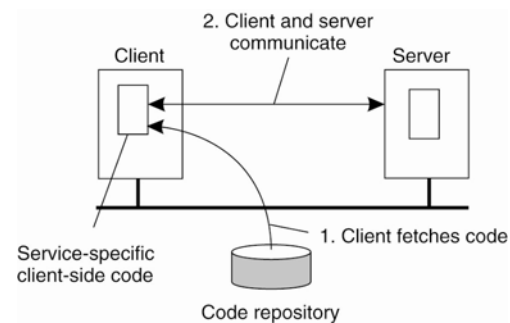 2. Client and server
communicate
Client
Server
1. Client fetches code
Service-specific
client-side code
Code repository